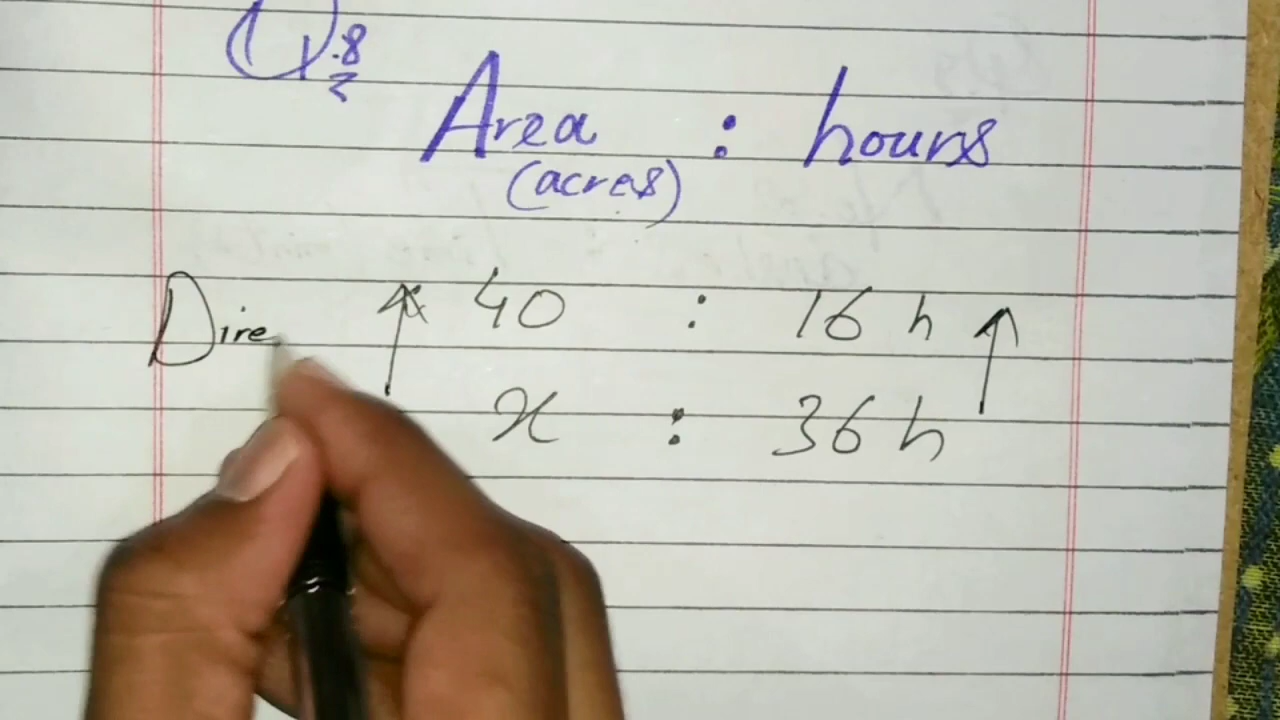 Q.8
Area : hours
(acres)
Dire 40 : 16 h
x : 36 h